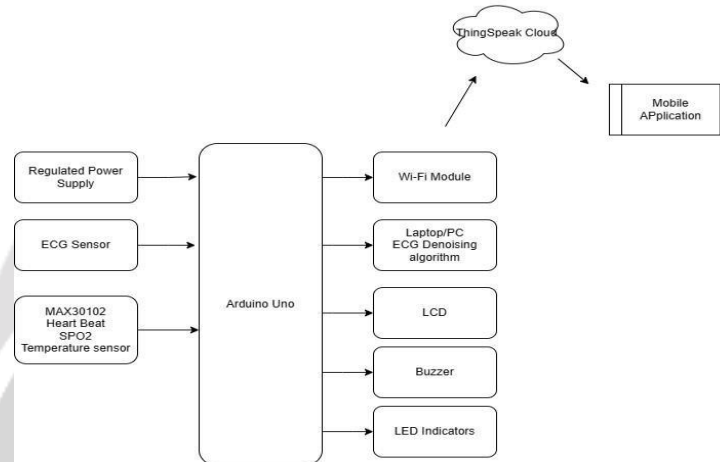 ThingSpeak Cloud
Mobile
APplication
Regulated Power
Supply
Wi-Fi Module
ECG Sensor
Laptop/PC
ECG Denoising
algorithm
Arduino Uno
MAX30102
Heart Beat
SPO2
Temperature sensor
LCD
Buzzer
LED Indicators